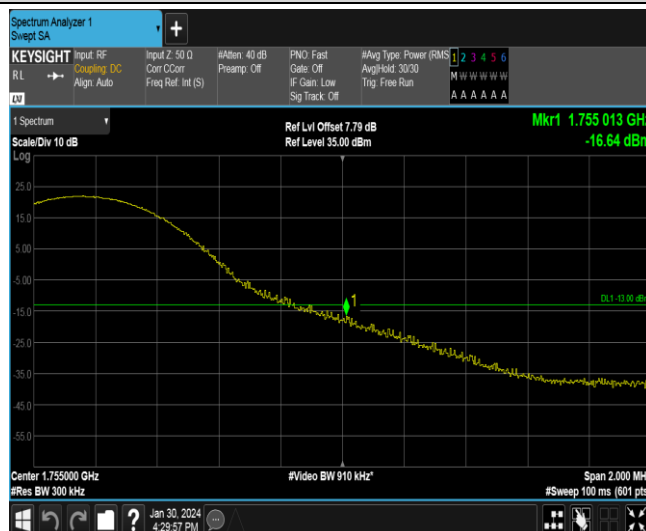 Spectrum Analyzer 1
Swept SA
+
KEYSIGHT
RL
LXI
Input: RF
Coupling: DC
Align: Auto
Input Z: 50 Ω
Corr CCorr
Freq Ref: Int (S)
#Atten: 40 dB
Preamp: Off
PNO: Fast
Gate: Off
IF Gain: Low
Sig Track: Off
#Avg Type: Power (RMS
Avg|Hold: 30/30
Trig: Free Run
1 2 3 4 5 6
M W W W W W
A A A A A A
1 Spectrum
Scale/Div 10 dB
Log
Ref Lvl Offset 7.79 dB
Ref Level 35.00 dBm
Mkr1 1.755 013 GHz
-16.64 dBm
25.0
15.0
5.00
-5.00
-15.0
-25.0
-35.0
-45.0
-55.0
1
DL1 -13.00 dBm
Center 1.755000 GHz
#Res BW 300 kHz
#Video BW 910 kHz*
Span 2.000 MH
#Sweep 100 ms (601 pts
?
Jan 30, 2024
4:29:57 PM